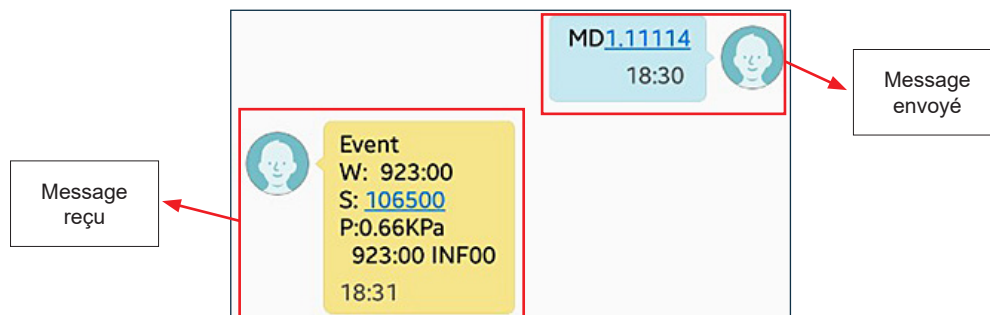 MD1.11114
18:30
Message
envoyé
Event
W: 923:00
S: 106500
P:0.66KPa
923:00 INF00
18:31
Message
reçu